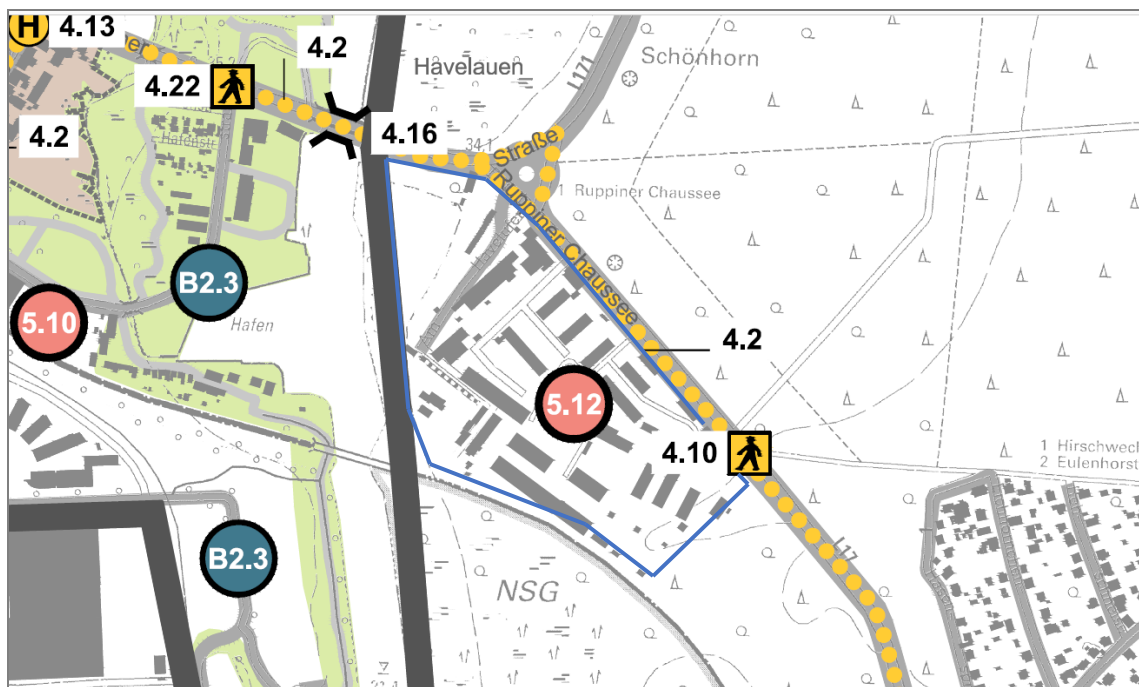 H
4.13
4.2
Havelauen
Schönhorn
L171
4.22
4.2
4.16
34.1
Straße
1 Ruppiner Chaussee
Ruppiner Chaussee
B2.3
5.10
Hafen
4.2
5.12
4.10
1 Hirschwech
2 Eulenhorst
B2.3
NSG
L17